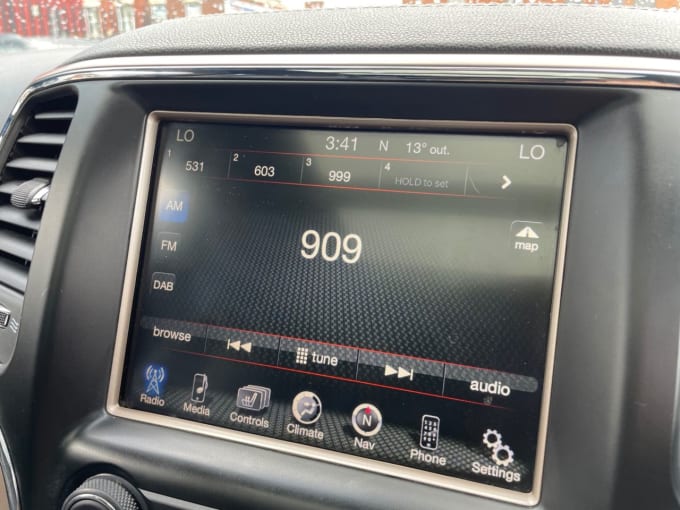 LO 3:41 N 13° out. LO
1 531 2 603 3 999 4 HOLD to set
AM
909
map
FM
DAB
browse tune audio
Radio Media Controls Climate N Nav Phone Settings